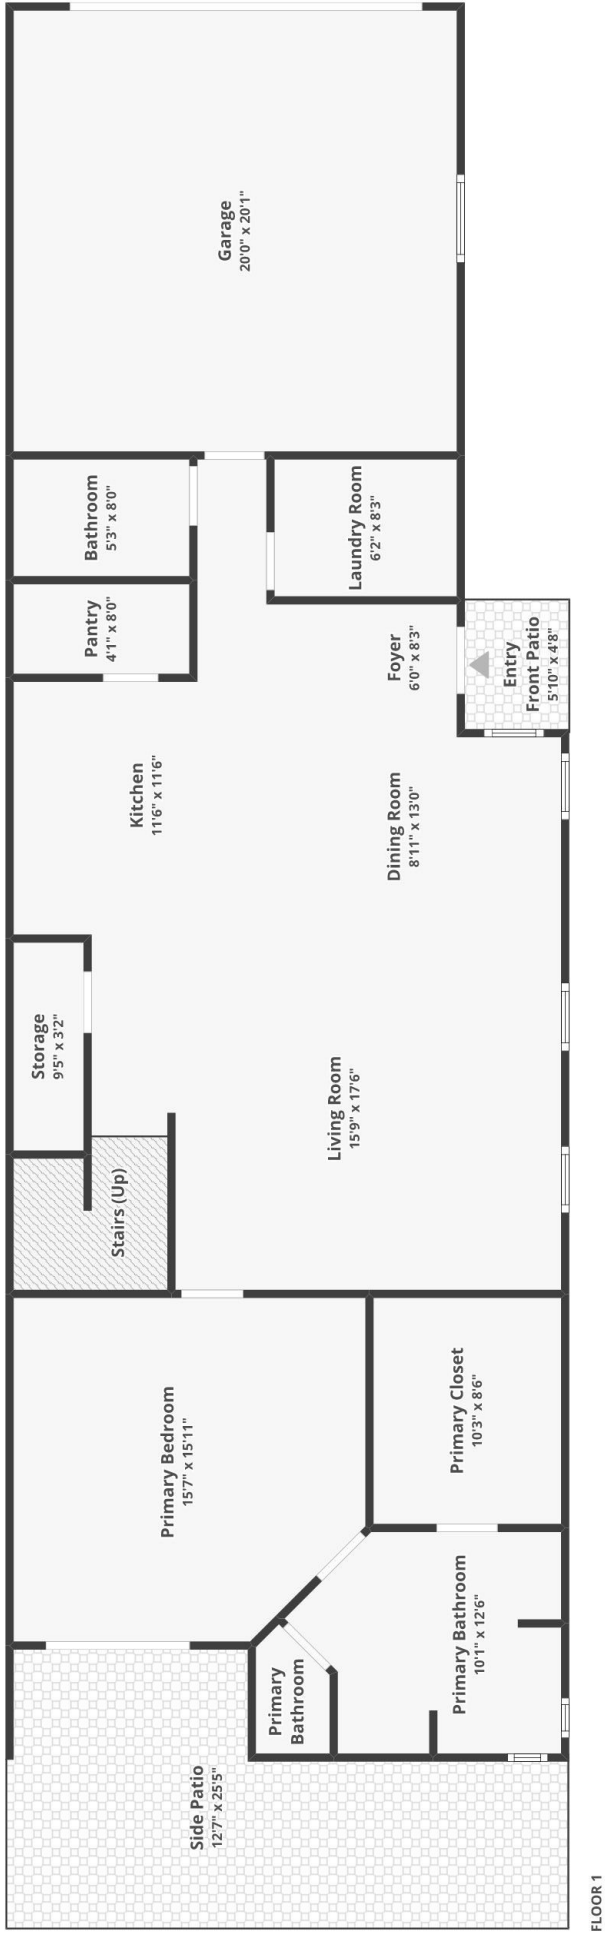 Garage
20'0" x 20'1"
Bathroom
5'3" x 8'0"
Laundry Room
6'2" x 8'3"
Pantry
4'1" x 8'0"
Foyer
6'0" x 8'3"
Entry
Front Patio
5'10" x 4'8"
Kitchen
11'6" x 11'6"
Dining Room
8'11" x 13'0"
Storage
9'5" x 3'2"
Living Room
15'9" x 17'6"
Stairs (Up)
Primary Bedroom
15'7" x 15'11"
Primary Closet
10'3" x 8'6"
Primary Bathroom
10'1" x 12'6"
Primary
Bathroom
Side Patio
12'7" x 25'5"
FLOOR 1